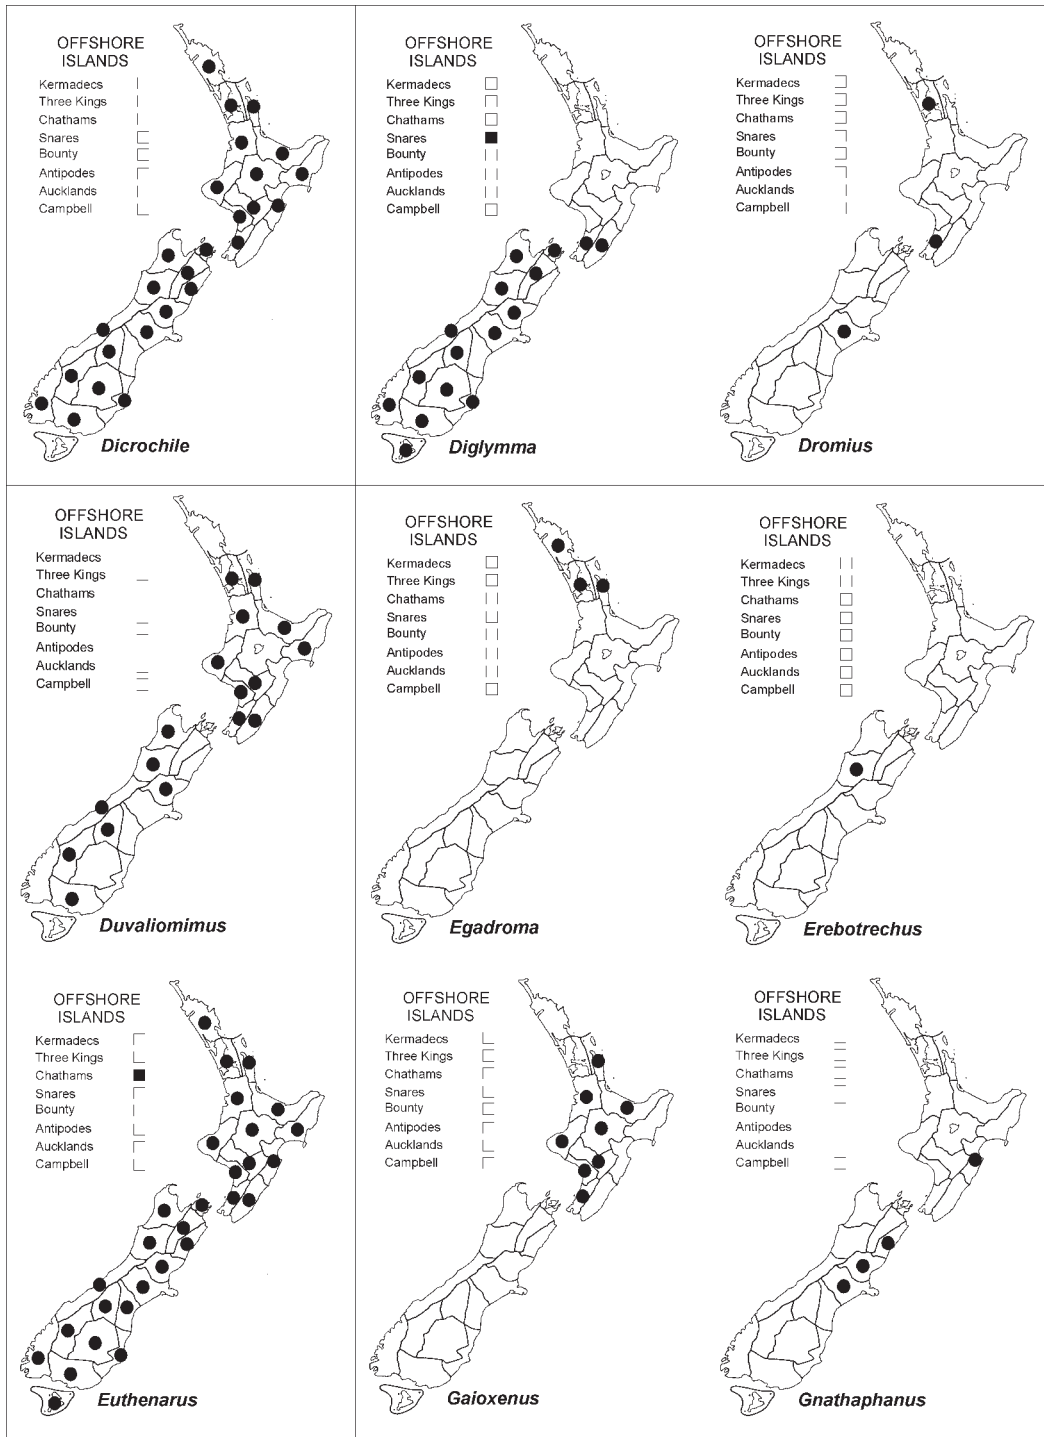 OFFSHORE
ISLANDS
Kermadecs
Three Kings
Chathams
Snares
Bounty
Antipodes
Aucklands
Campbell
Dicrochile
OFFSHORE
ISLANDS
Kermadecs
Three Kings
Chathams
Snares
Bounty
Antipodes
Aucklands
Campbell
Diglymma
OFFSHORE
ISLANDS
Kermadecs
Three Kings
Chathams
Snares
Bounty
Antipodes
Aucklands
Campbell
Dromius
OFFSHORE
ISLANDS
Kermadecs
Three Kings
Chathams
Snares
Bounty
Antipodes
Aucklands
Campbell
Duvaliomimus
OFFSHORE
ISLANDS
Kermadecs
Three Kings
Chathams
Snares
Bounty
Antipodes
Aucklands
Campbell
Egadroma
OFFSHORE
ISLANDS
Kermadecs
Three Kings
Chathams
Snares
Bounty
Antipodes
Aucklands
Campbell
Erebotrechus
OFFSHORE
ISLANDS
Kermadecs
Three Kings
Chathams
Snares
Bounty
Antipodes
Aucklands
Campbell
Euthenarus
OFFSHORE
ISLANDS
Kermadecs
Three Kings
Chathams
Snares
Bounty
Antipodes
Aucklands
Campbell
Gaioxenus
OFFSHORE
ISLANDS
Kermadecs
Three Kings
Chathams
Snares
Bounty
Antipodes
Aucklands
Campbell
Gnathaphanus